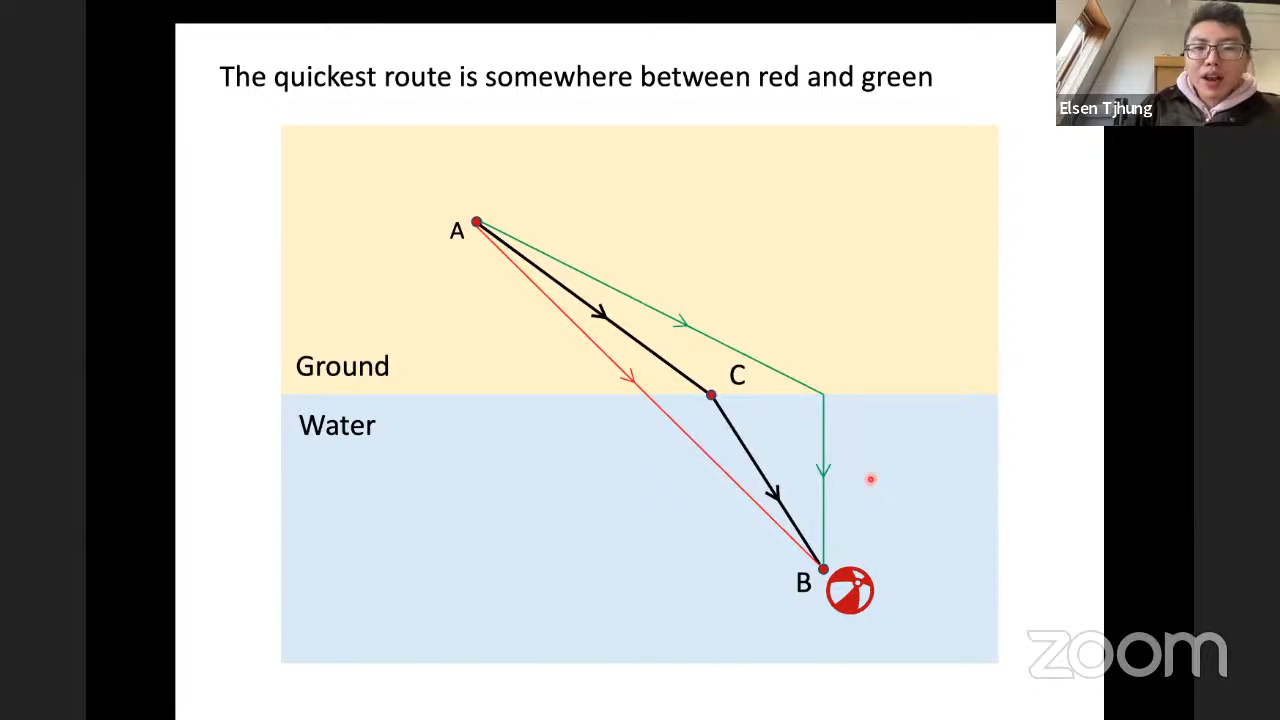 The quickest route is somewhere between red and green
Elsen Tjhung
A
Ground
C
Water
B
zoom